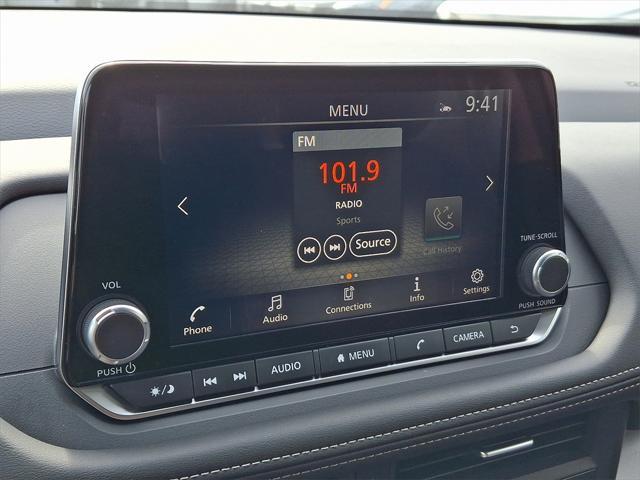 MENU
9:41
FM
101.9
FM
RADIO
Sports
Source
Call History
TUNE-SCROLL
VOL
Phone
Audio
Connections
Info
Settings
PUSH
PUSH SOUND
AUDIO
MENU
CAMERA